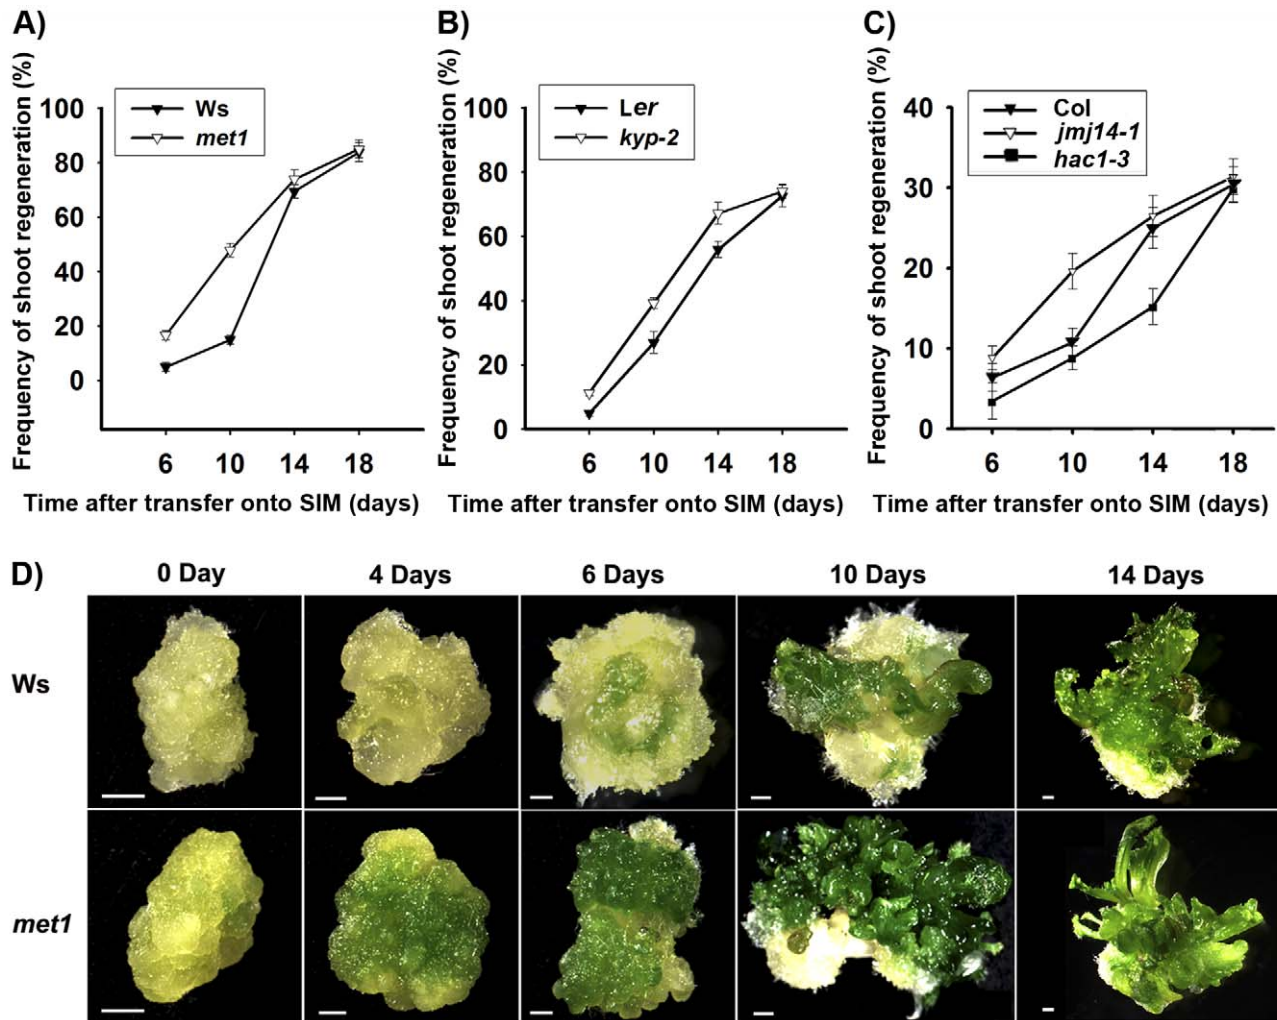 A)
Frequency of shoot regeneration (%)
Ws
met1
100
80
60
40
20
0
6 10 14 18
Time after transfer onto SIM (days)
B)
Frequency of shoot regeneration (%)
Ler
kyp-2
100
80
60
40
20
0
6 10 14 18
Time after transfer onto SIM (days)
C)
Frequency of shoot regeneration (%)
Col
jmj14-1
hac1-3
40
30
20
10
0
6 10 14 18
Time after transfer onto SIM (days)
D)
0 Day 4 Days 6 Days 10 Days 14 Days
Ws
met1